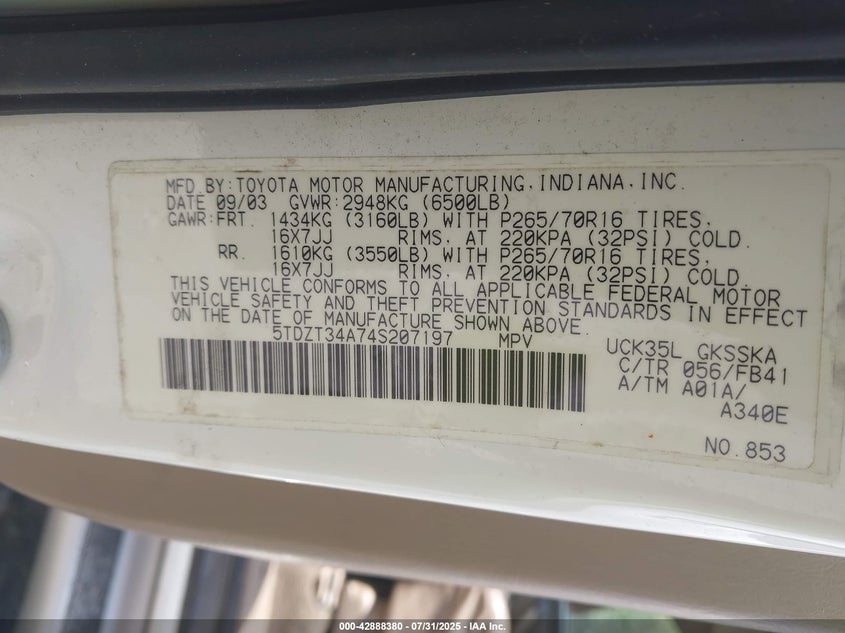 MFD.BY:TOYOTA MOTOR MANUFACTURING,INDIANA,INC.
DATE 09/03 GVWR:2948KG (6500LB)
GAWR:FRT. 1434KG (3160LB) WITH P265/70R16 TIRES,
16X7JJ RIMS, AT 220KPA (32PSI) COLD.
RR. 1610KG (3550LB) WITH P265/70R16 TIRES,
16X7JJ RIMS, AT 220KPA (32PSI) COLD.
THIS VEHICLE CONFORMS TO ALL APPLICABLE FEDERAL MOTOR
VEHICLE SAFETY AND THEFT PREVENTION STANDARDS IN EFFECT
ON THE DATE OF MANUFACTURE SHOWN ABOVE.
5TDZT34A74S207197 MPV
UCK35L GKSSKA
C/TR 056/FB41
A/TM A01A/
A340E
NO.853
000-42888380 - 07/31/2025 - IAA Inc.